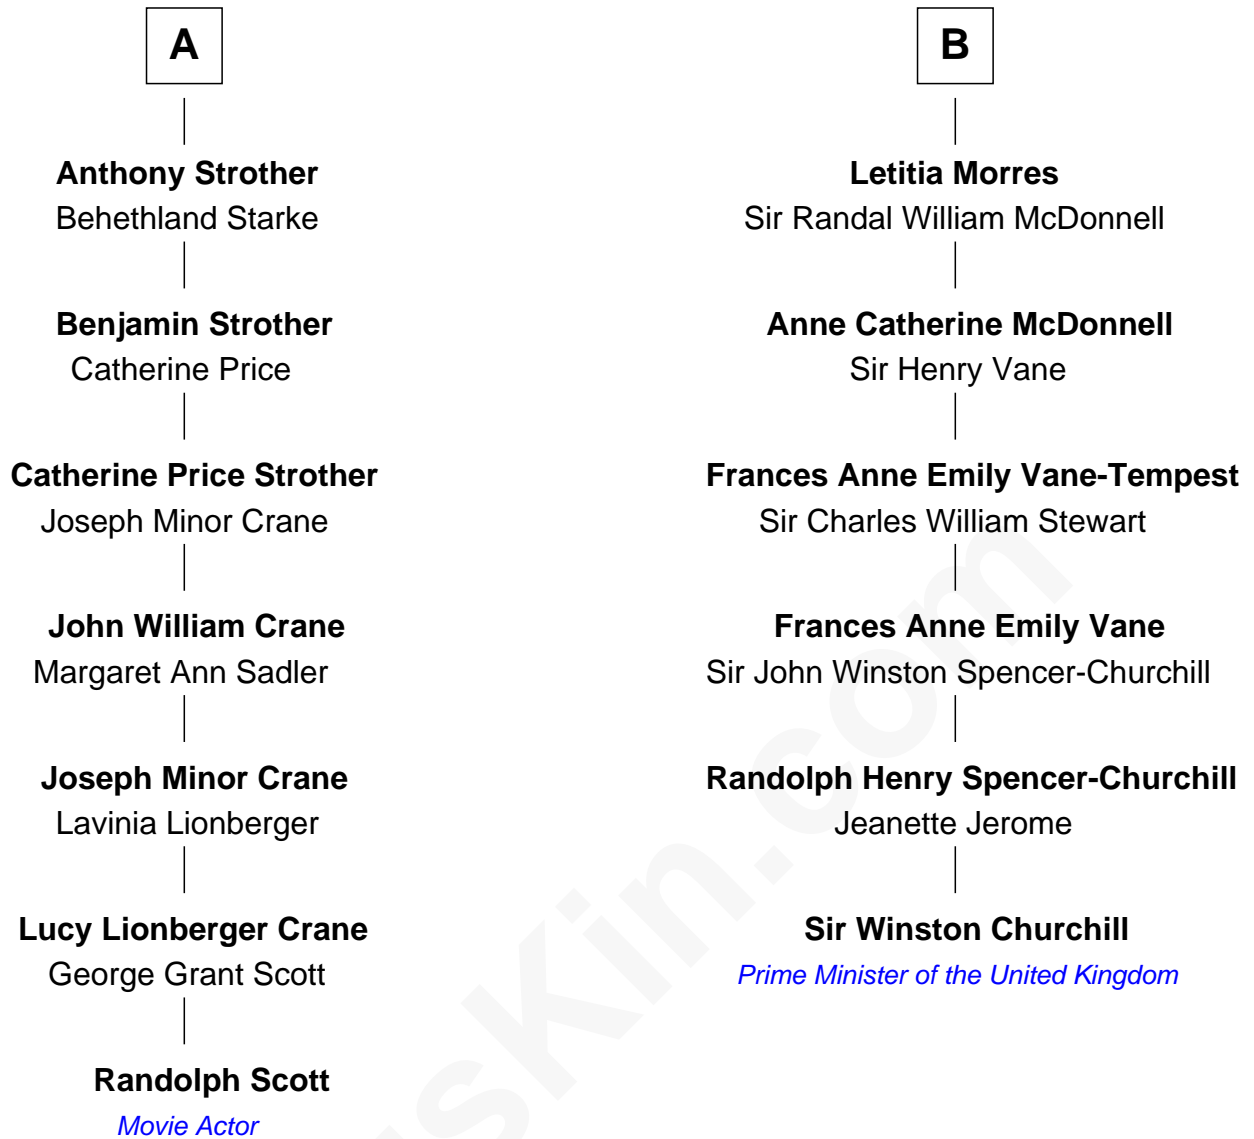 A
Anthony Strother
Behethland Starke
Benjamin Strother
Catherine Price
Catherine Price Strother
Joseph Minor Crane
John William Crane
Margaret Ann Sadler
Joseph Minor Crane
Lavinia Lionberger
Lucy Lionberger Crane
George Grant Scott
Randolph Scott
Movie Actor
B
Letitia Morres
Sir Randal William McDonnell
Anne Catherine McDonnell
Sir Henry Vane
Frances Anne Emily Vane-Tempest
Sir Charles William Stewart
Frances Anne Emily Vane
Sir John Winston Spencer-Churchill
Randolph Henry Spencer-Churchill
Jeanette Jerome
Sir Winston Churchill
Prime Minister of the United Kingdom